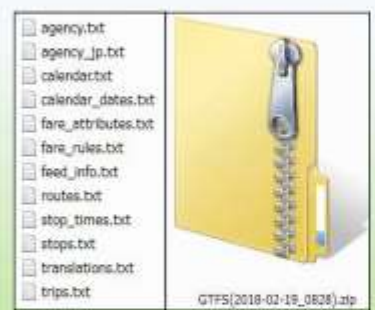 agency.txt
agency_jp.txt
calendar.txt
calendar_dates.txt
fare_attributes.txt
fare_rules.txt
feed_info.txt
routes.txt
stop_times.txt
stops.txt
translations.txt
trips.txt
GTFS(2018-02-19_0828).zip